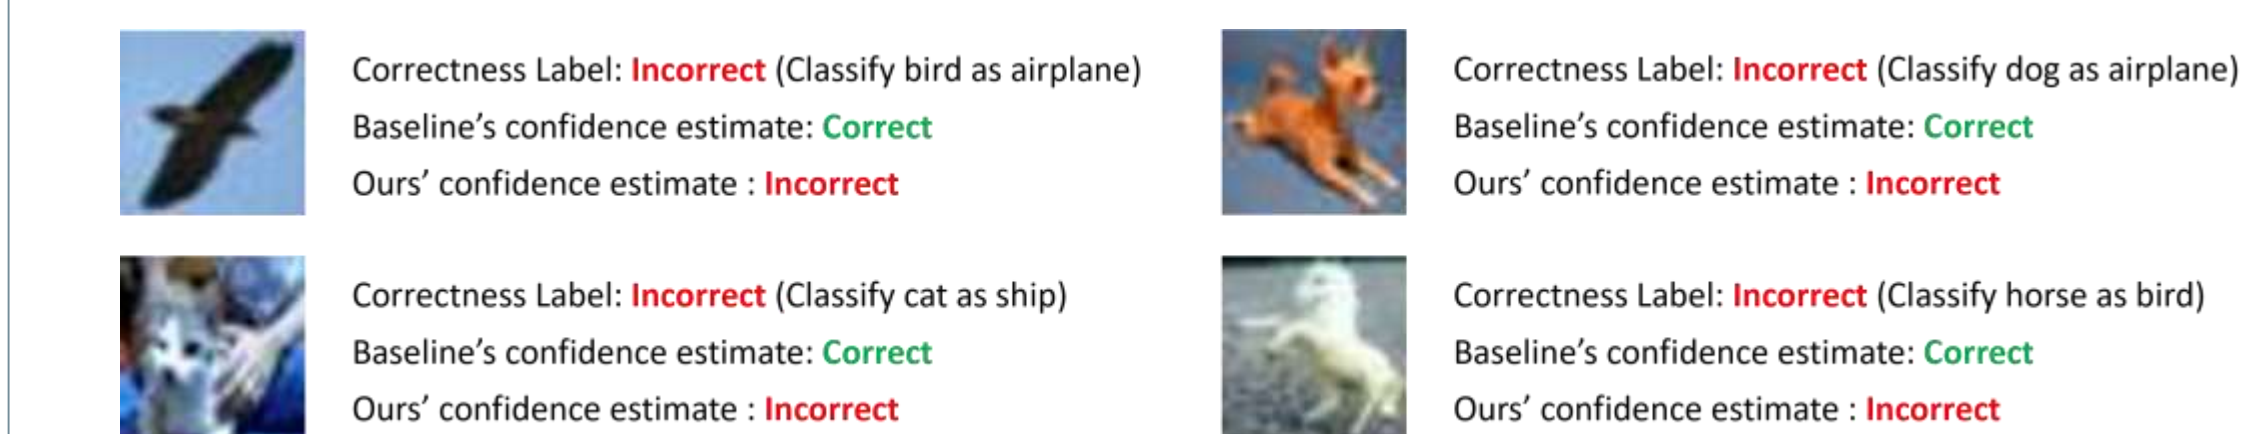 Correctness Label: Incorrect (Classify bird as airplane)
Baseline’s confidence estimate: Correct
Ours’ confidence estimate : Incorrect
Correctness Label: Incorrect (Classify dog as airplane)
Baseline’s confidence estimate: Correct
Ours’ confidence estimate : Incorrect
Correctness Label: Incorrect (Classify cat as ship)
Baseline’s confidence estimate: Correct
Ours’ confidence estimate : Incorrect
Correctness Label: Incorrect (Classify horse as bird)
Baseline’s confidence estimate: Correct
Ours’ confidence estimate : Incorrect